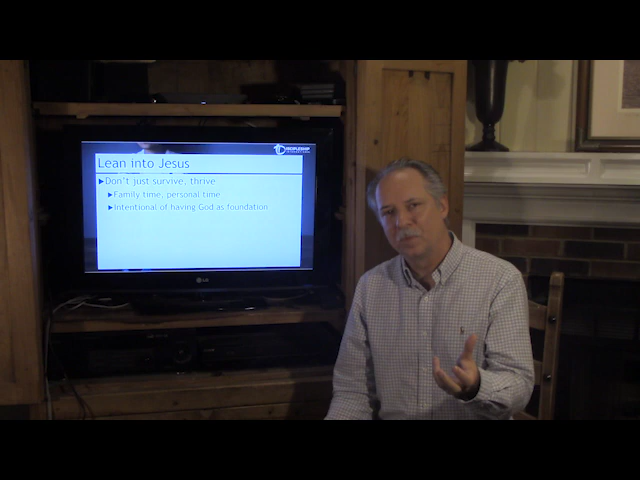 DISCIPLESHIP
Lean into Jesus
▶Don't just survive, thrive
▶Family time, personal time
▶Intentional of having God as foundation
LG